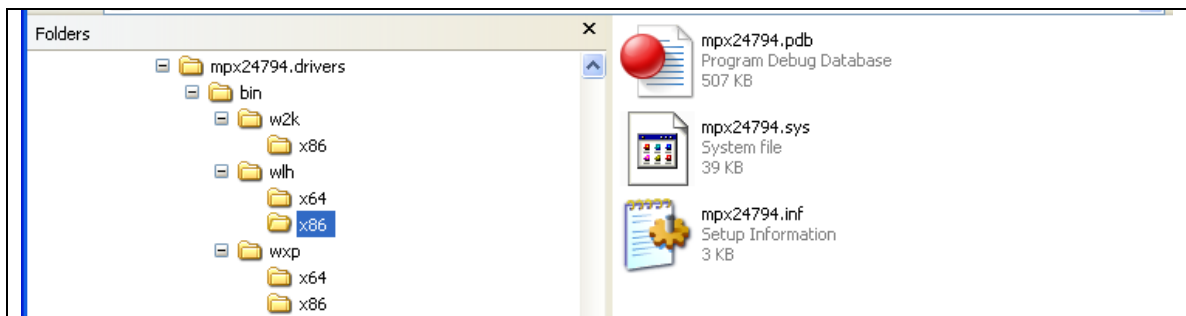 Folders
mpx24794.drivers
bin
w2k
x86
wlh
x64
x86
wxp
x64
x86
mpx24794.pdb
Program Debug Database
507 KB
mpx24794.sys
System file
39 KB
mpx24794.inf
Setup Information
3 KB